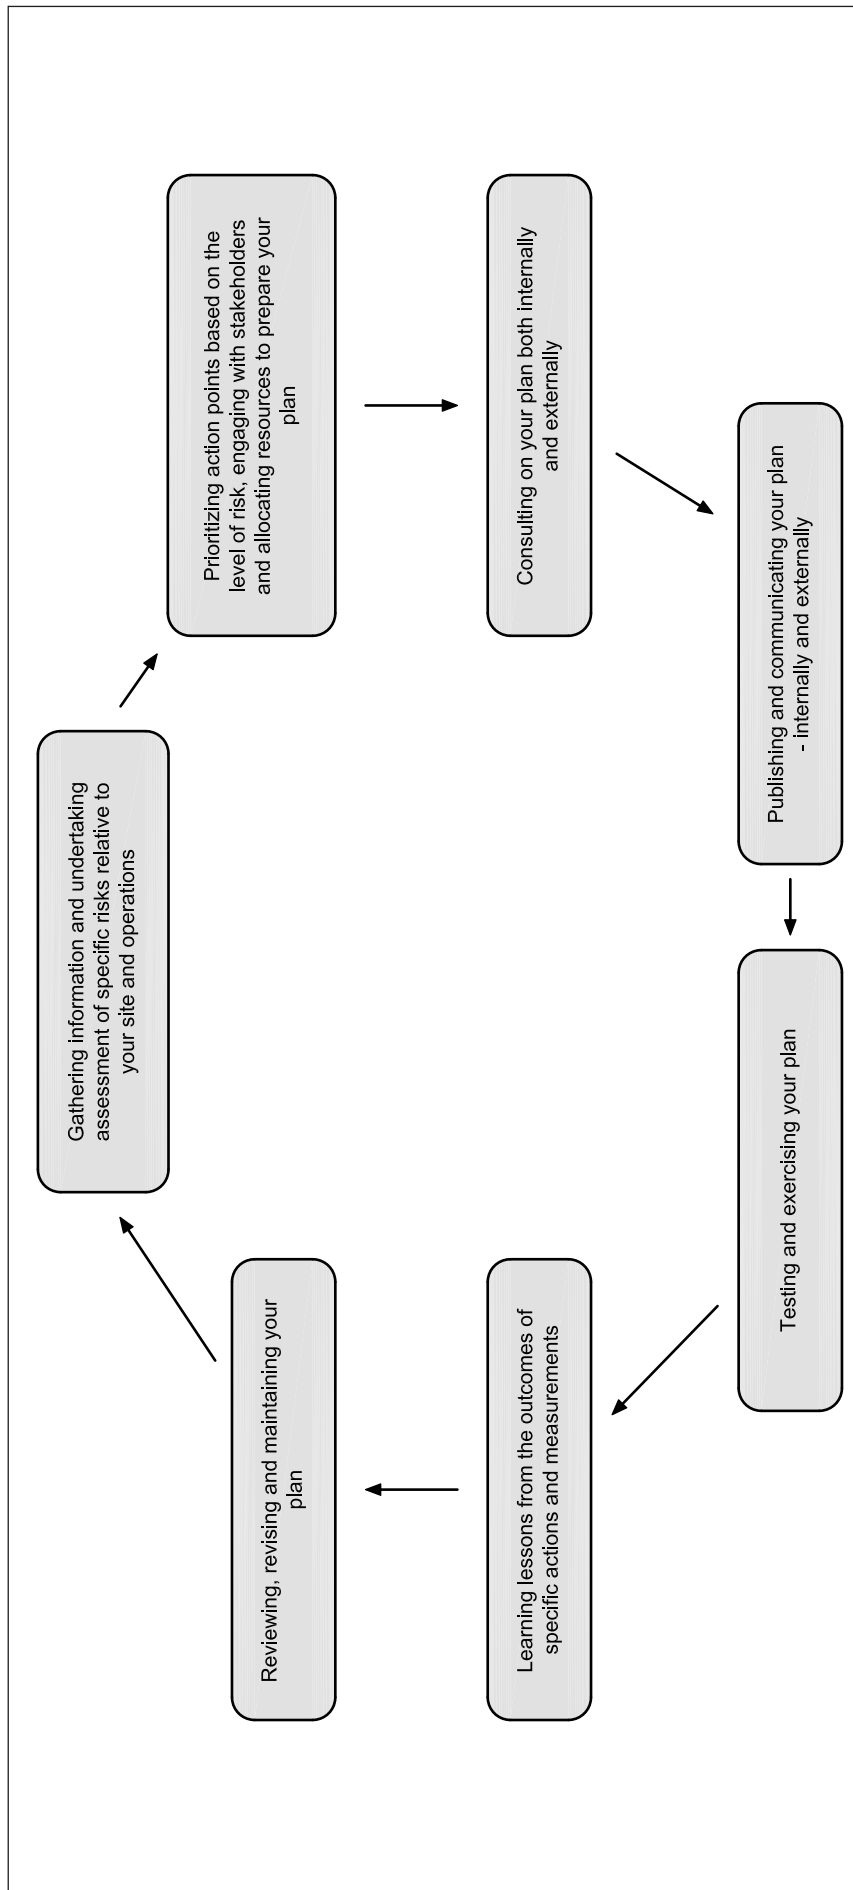 Gathering information and undertaking
assessment of specific risks relative to
your site and operations
Prioritizing action points based on the
level of risk, engaging with stakeholders
and allocating resources to prepare your
plan
Consulting on your plan both internally
and externally
Publishing and communicating your plan
- internally and externally
Testing and exercising your plan
Learning lessons from the outcomes of
specific actions and measurements
Reviewing, revising and maintaining your
plan